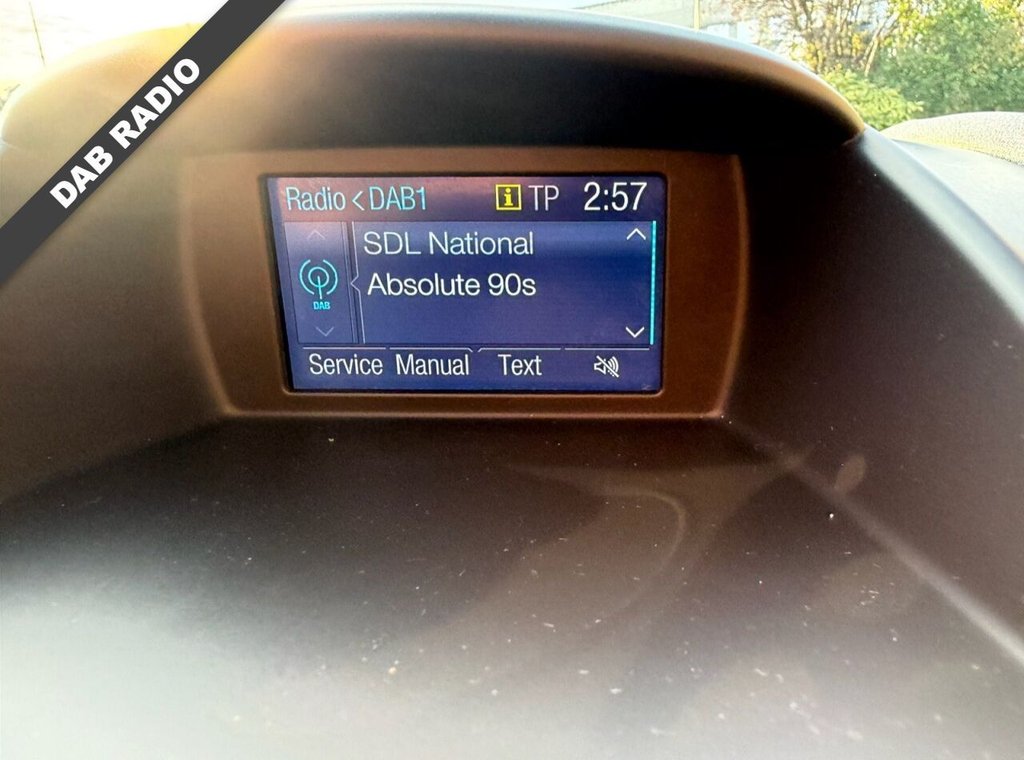 DAB RADIO
Radio < DAB1 i TP 2:57
SDL National
Absolute 90s
DAB
Service Manual Text